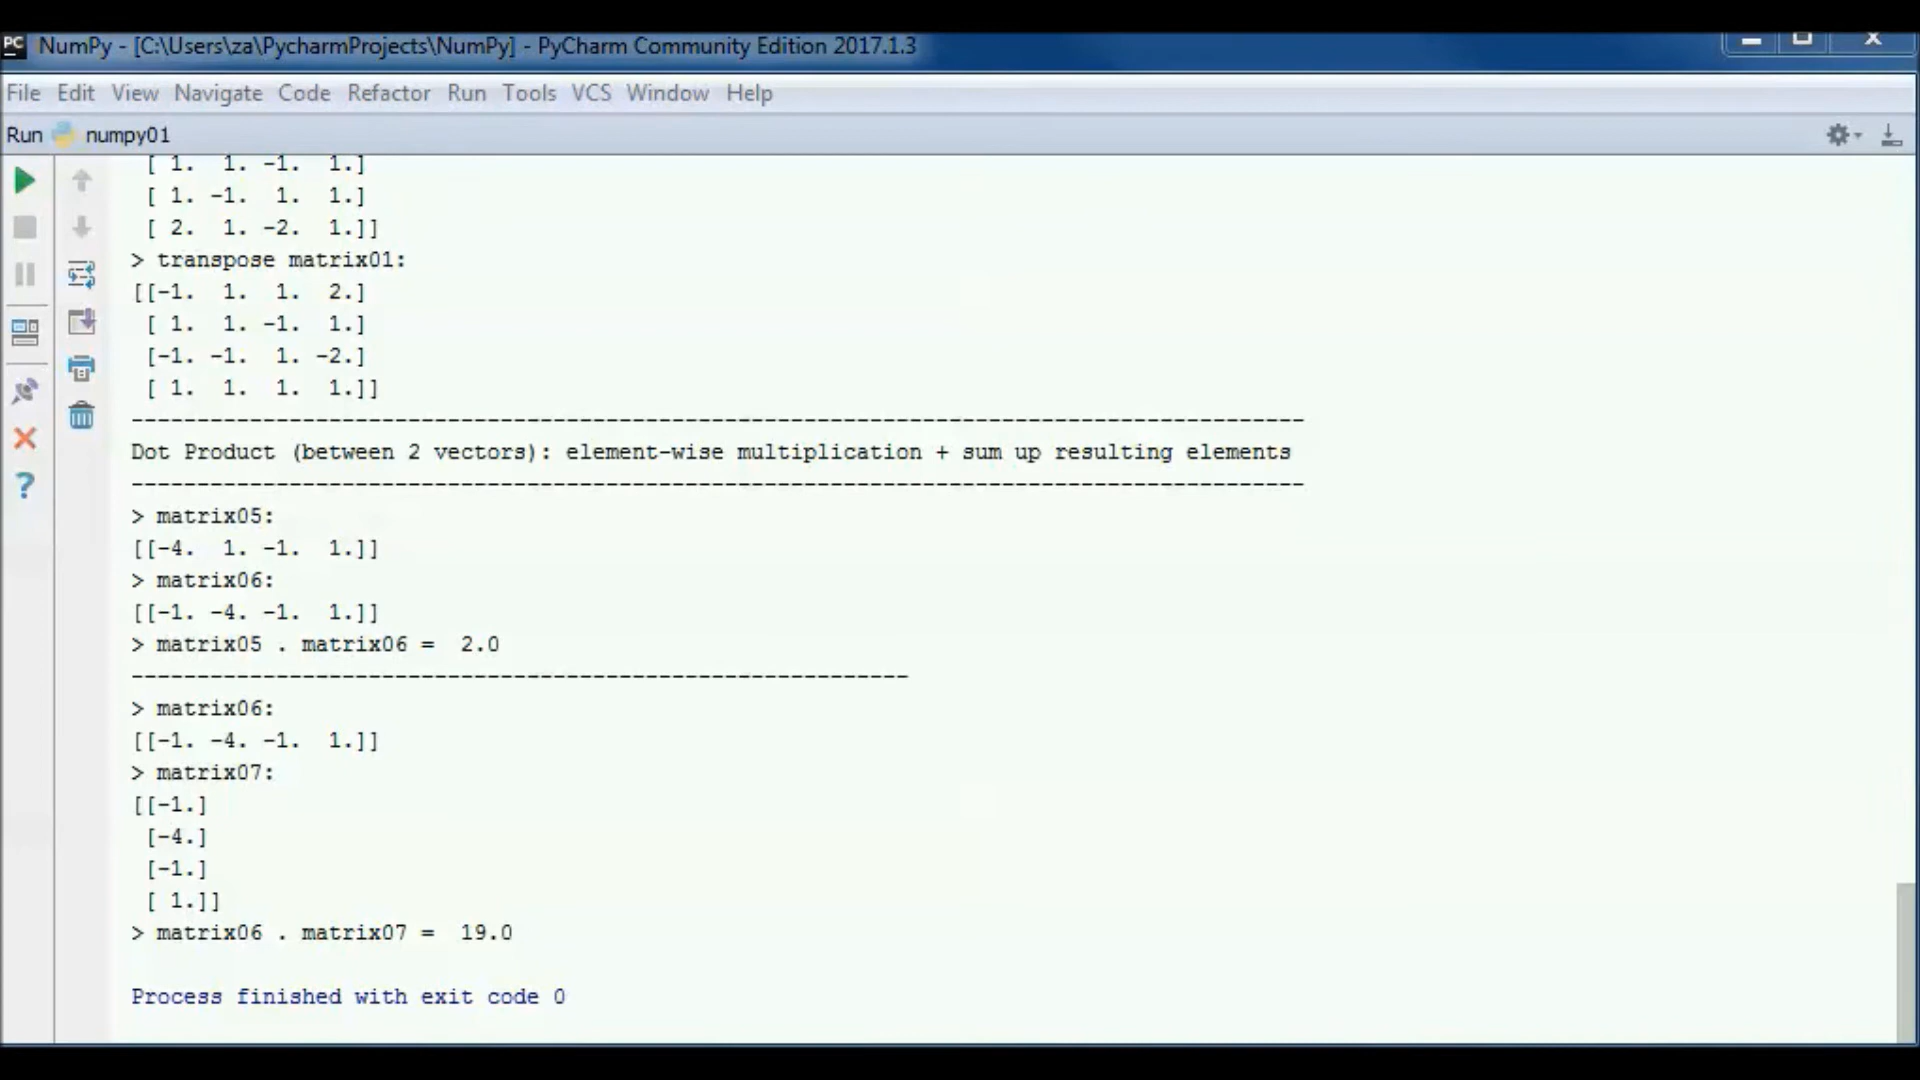 PC NumPy - [C:\Users\za\PycharmProjects\NumPy] - PyCharm Community Edition 2017.1.3
File Edit View Navigate Code Refactor Run Tools VCS Window Help
Run numpy01
[ 1. 1. -1. 1.]
[ 1. -1. 1. 1.]
[ 2. 1. -2. 1.]]
> transpose matrix01:
[[-1. 1. 1. 2.]
[ 1. 1. -1. 1.]
[-1. -1. 1. -2.]
[ 1. 1. 1. 1.]]
-----------------------------------------------------------------------------------------
Dot Product (between 2 vectors): element-wise multiplication + sum up resulting elements
-----------------------------------------------------------------------------------------
> matrix05:
[[-4. 1. -1. 1.]]
> matrix06:
[[-1. -4. -1. 1.]]
> matrix05 . matrix06 = 2.0
-----------------------------------------------------------
> matrix06:
[[-1. -4. -1. 1.]]
> matrix07:
[[-1.]
[-4.]
[-1.]
[ 1.]]
> matrix06 . matrix07 = 19.0
Process finished with exit code 0